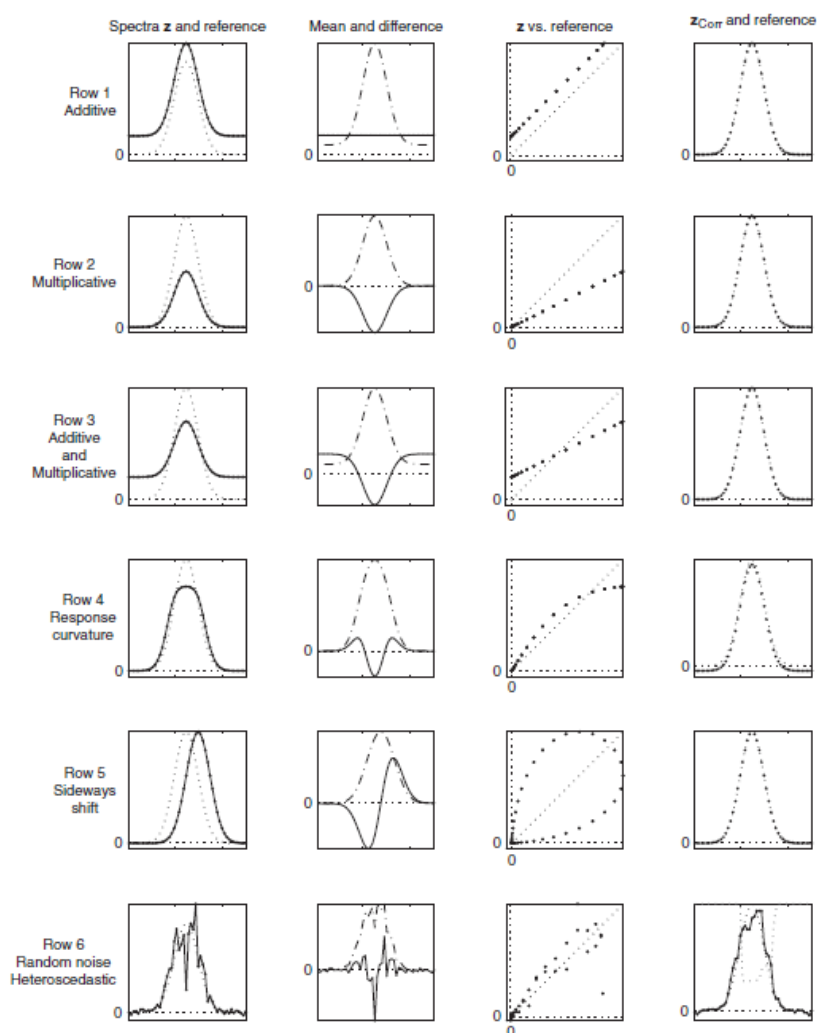 Spectra z and reference
Mean and difference
z vs. reference
zCorr and reference
Row 1
Additive
0
0
0
0
0
Row 2
Multiplicative
0
0
0
0
0
Row 3
Additive
and
Multiplicative
0
0
0
0
0
Row 4
Response
curvature
0
0
0
0
0
Row 5
Sideways
shift
0
0
0
0
0
Row 6
Random noise
Heteroscedastic
0
0
0
0
0